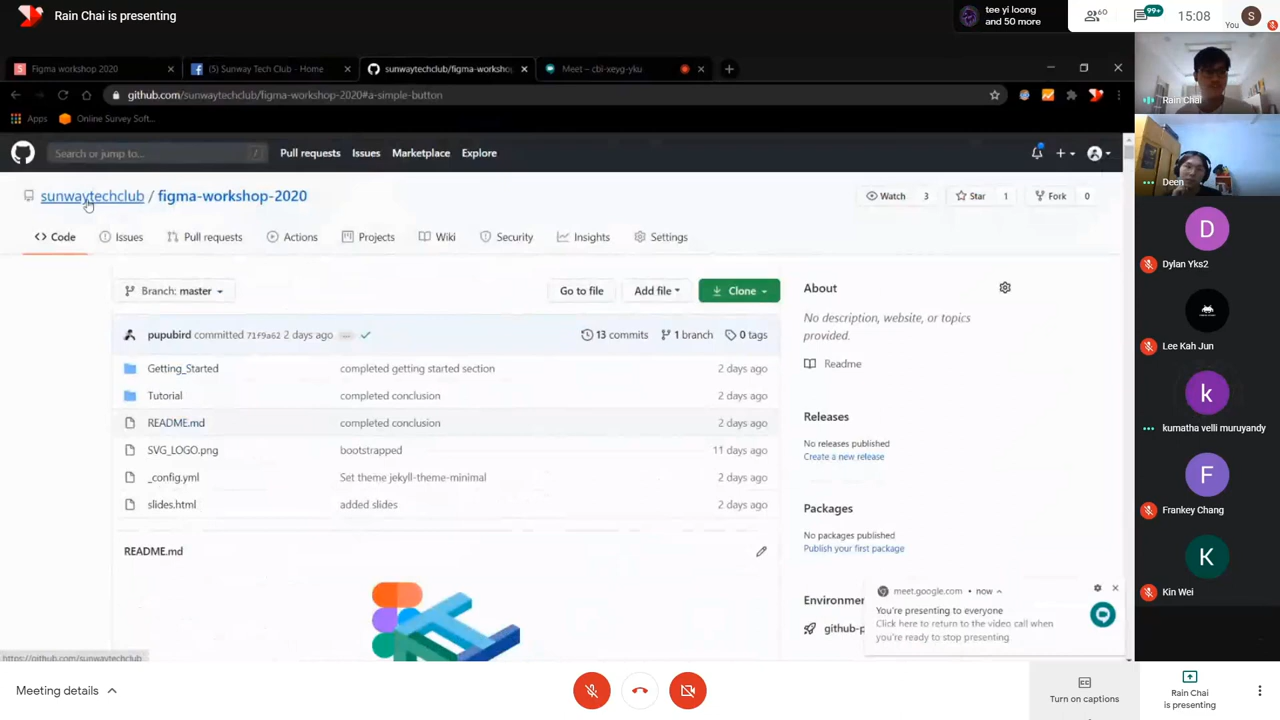 Rain Chai is presenting
tee yi loong
and 50 more
60
99+
15:08
You
S
Figma workshop 2020
(5) Sunway Tech Club - Home
sunwaytechclub/figma-worksho
Meet – cbi-xeyg-yku
github.com/sunwaytechclub/figma-workshop-2020#a-simple-button
Apps
Online Survey Soft...
Search or jump to...
/
Pull requests
Issues
Marketplace
Explore
sunwaytechclub / figma-workshop-2020
Watch 3
Star 1
Fork 0
Code
Issues
Pull requests
Actions
Projects
Wiki
Security
Insights
Settings
Branch: master
Go to file
Add file
Clone
pupubird committed 71f9a62 2 days ago ...
13 commits
1 branch
0 tags
Getting_Started completed getting started section 2 days ago
Tutorial completed conclusion 2 days ago
README.md completed conclusion 2 days ago
SVG_LOGO.png bootstrapped 11 days ago
_config.yml Set theme jekyll-theme-minimal 2 days ago
slides.html added slides 2 days ago
README.md
About
No description, website, or topics
provided.
Readme
Releases
No releases published
Create a new release
Packages
No packages published
Publish your first package
Environmen
github-p
meet.google.com • now
You're presenting to everyone
Click here to return to the video call when
you're ready to stop presenting.
https://github.com/sunwaytechclub
Rain Chai
Deen
D
Dylan Yks2
Lee Kah Jun
k
kumatha velli muruyandy
F
Frankey Chang
K
Kin Wei
Meeting details
CC
Turn on captions
Rain Chai
is presenting